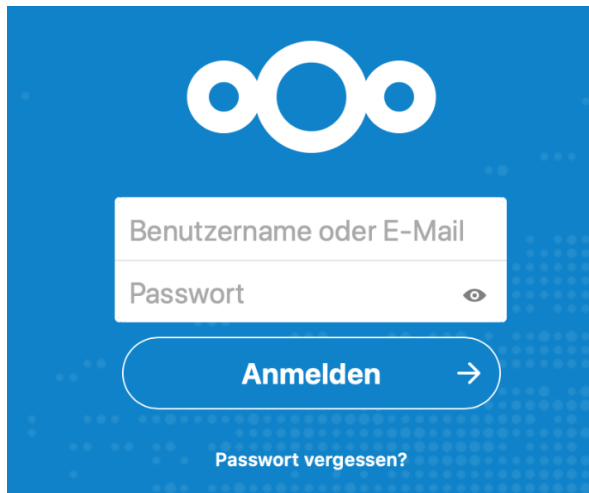 Benutzername oder E-Mail
Passwort
Anmelden
Passwort vergessen?